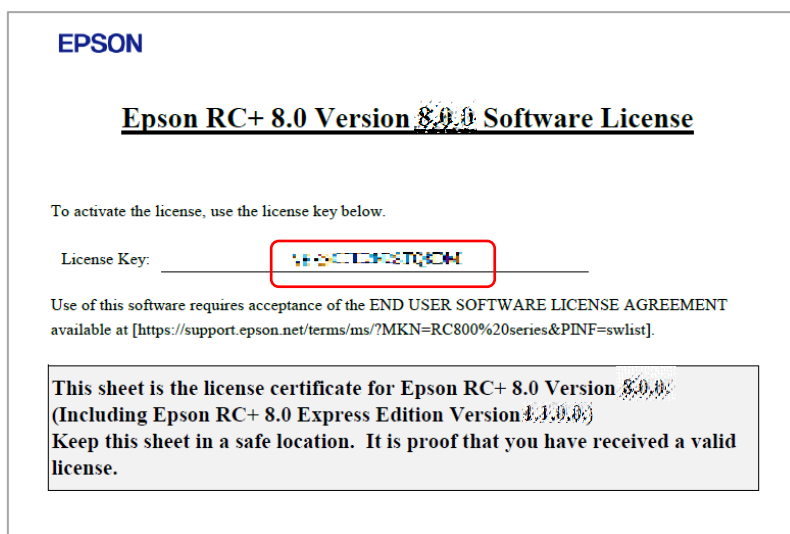 EPSON
Epson RC+ 8.0 Version Software License
To activate the license, use the license key below.
License Key:
Use of this software requires acceptance of the END USER SOFTWARE LICENSE AGREEMENT
available at [https://support.epson.net/terms/ms/?MKN=RC800%20series&PINF=swlist].
This sheet is the license certificate for Epson RC+ 8.0 Version
(Including Epson RC+ 8.0 Express Edition Version
Keep this sheet in a safe location. It is proof that you have received a valid
license.